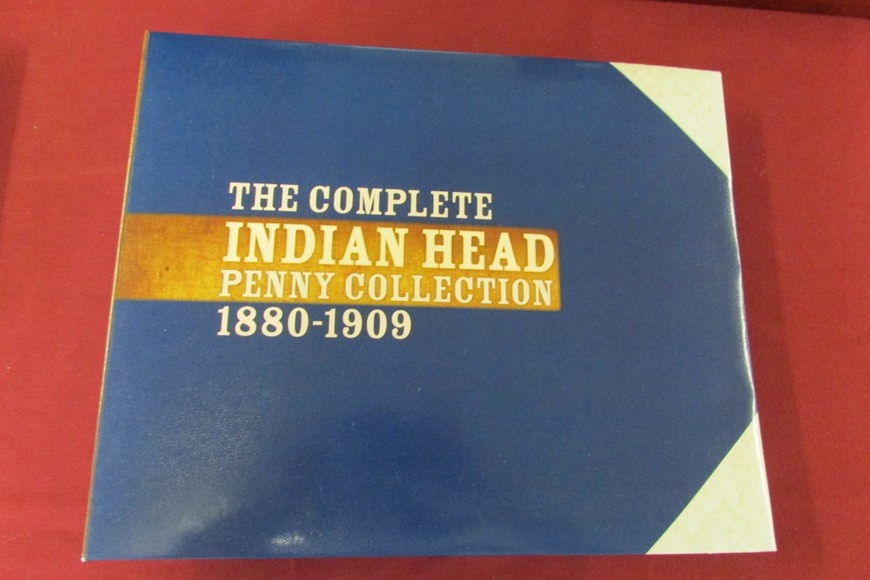 THE COMPLETE
INDIAN HEAD
PENNY COLLECTION
1880-1909